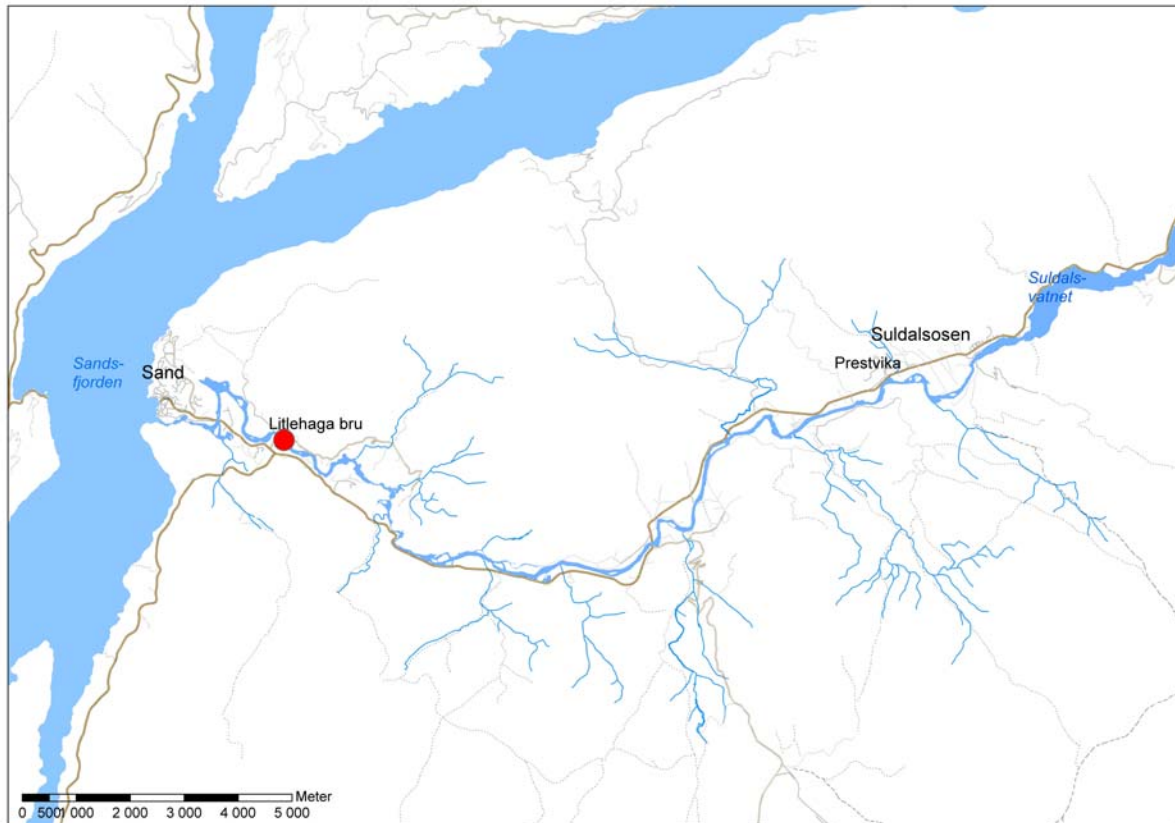 Suldals-
vatnet
Suldalsosen
Prestvika
Sands-
fjorden
Sand
Litlehaga bru
Meter
0 500 1 000 2 000 3 000 4 000 5 000